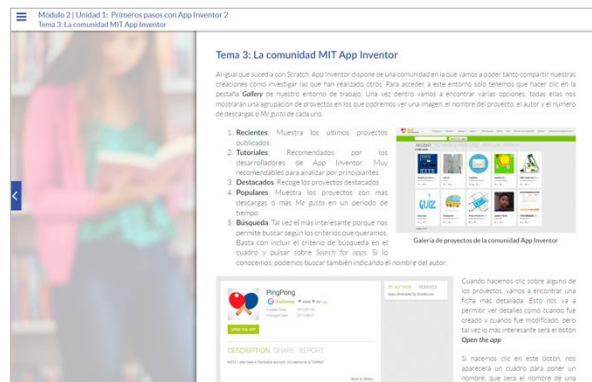 Módulo 2 | Unidad 1: Primeros pasos con App Inventor 2
Tema 3: La comunidad MIT App Inventor
Tema 3: La comunidad MIT App Inventor
Al igual que sucedía con Scratch, App Inventor dispone de una comunidad en la que vamos a poder tanto compartir nuestras
creaciones como investigar las que han realizado otros. Para acceder a este entorno sólo tenemos que hacer clic en la
pestaña Gallery de nuestro entorno de trabajo. Una vez dentro vamos a encontrar varias opciones, todas ellas nos
mostrarán una agrupación de proyectos en los que podremos ver una imagen, el nombre del proyecto, el autor y el numero
de descargas o Me gusta de cada uno.
1. Recientes. Muestra los últimos proyectos
publicados.
2. Tutoriales. Recomendados por los
desarrolladores de App Inventor. Muy
recomendables para analizar por principiantes.
3. Destacados. Recoge los proyectos destacados.
4. Populares. Muestra los proyectos con más
descargas o más Me gusta en un periodo de
tiempo.
5. Búsqueda. Tal vez el más interesante porque nos
permite buscar según los criterios que queramos.
Basta con incluir el criterio de búsqueda en el
cuadro y pulsar sobre Search for apps. Si lo
conocemos, podemos buscar también indicando el nombre del autor.
RECENT
QUIZ
Galería de proyectos de la comunidad App Inventor
PingPong
OPEN THE APP
DESCRIPTION SHARE REPORT
BY AUTHOR REMIXES
Back to Gallery
Cuando hacemos clic sobre alguno de
los proyectos, vamos a encontrar una
ficha más detallada. Esto nos va a
permitir ver detalles como cuándo fue
creado y cuándo fue modificado, pero
tal vez lo más interesante será el botón
Open the app.
Si hacemos clic en este botón, nos
aparecerá un cuadro para poner un
nombre, que será el nombre de una